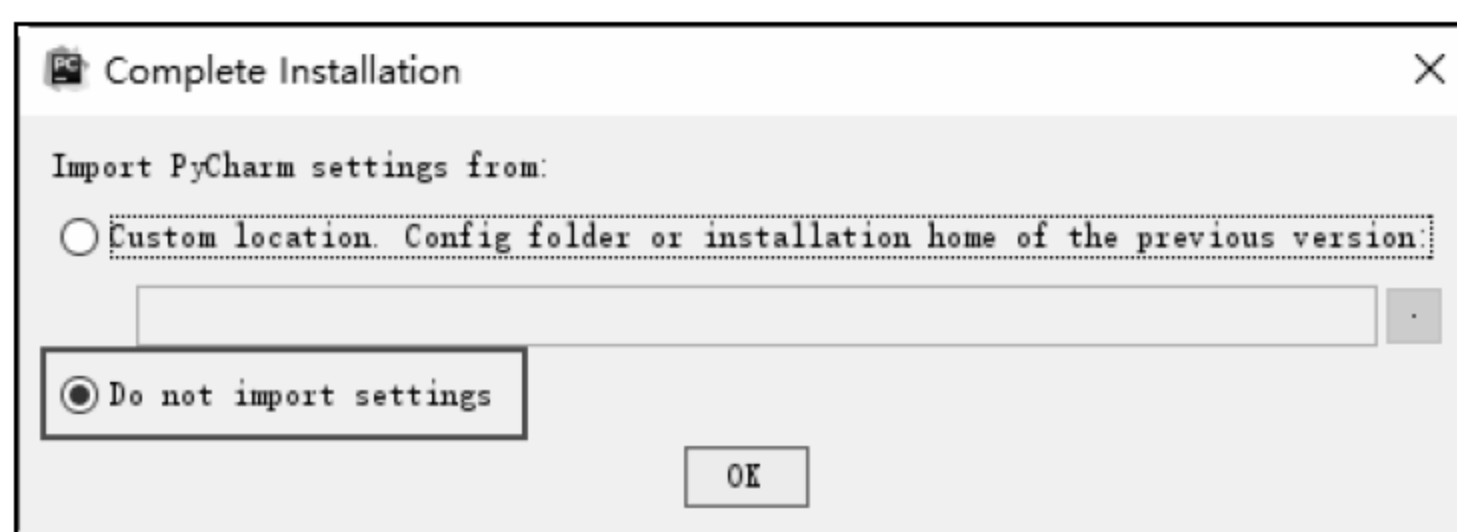 PC
Complete Installation
Import PyCharm settings from:
Custom location. Config folder or installation home of the previous version:
.
Do not import settings
OK